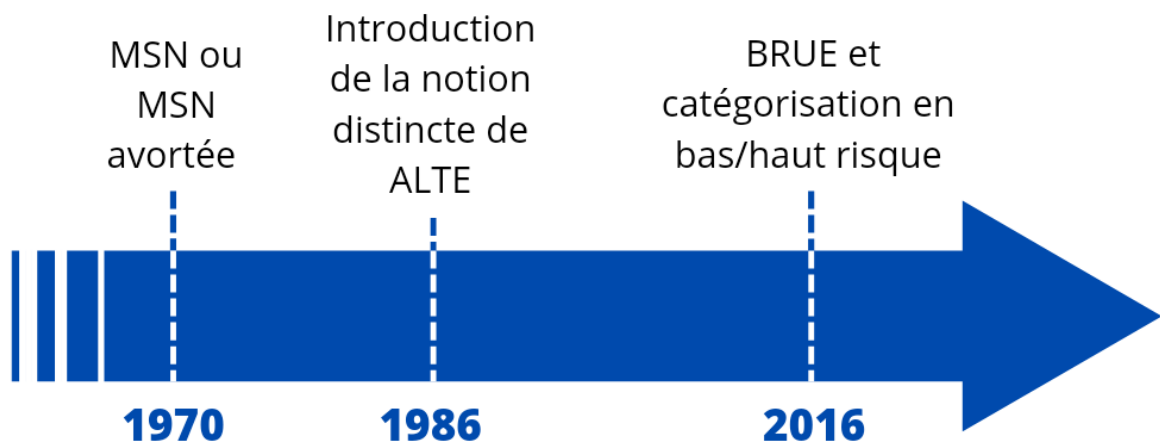 MSN ou
MSN
avortée
Introduction
de la notion
distincte de
ALTE
BRUE et
catégorisation en
bas/haut risque
1970
1986
2016